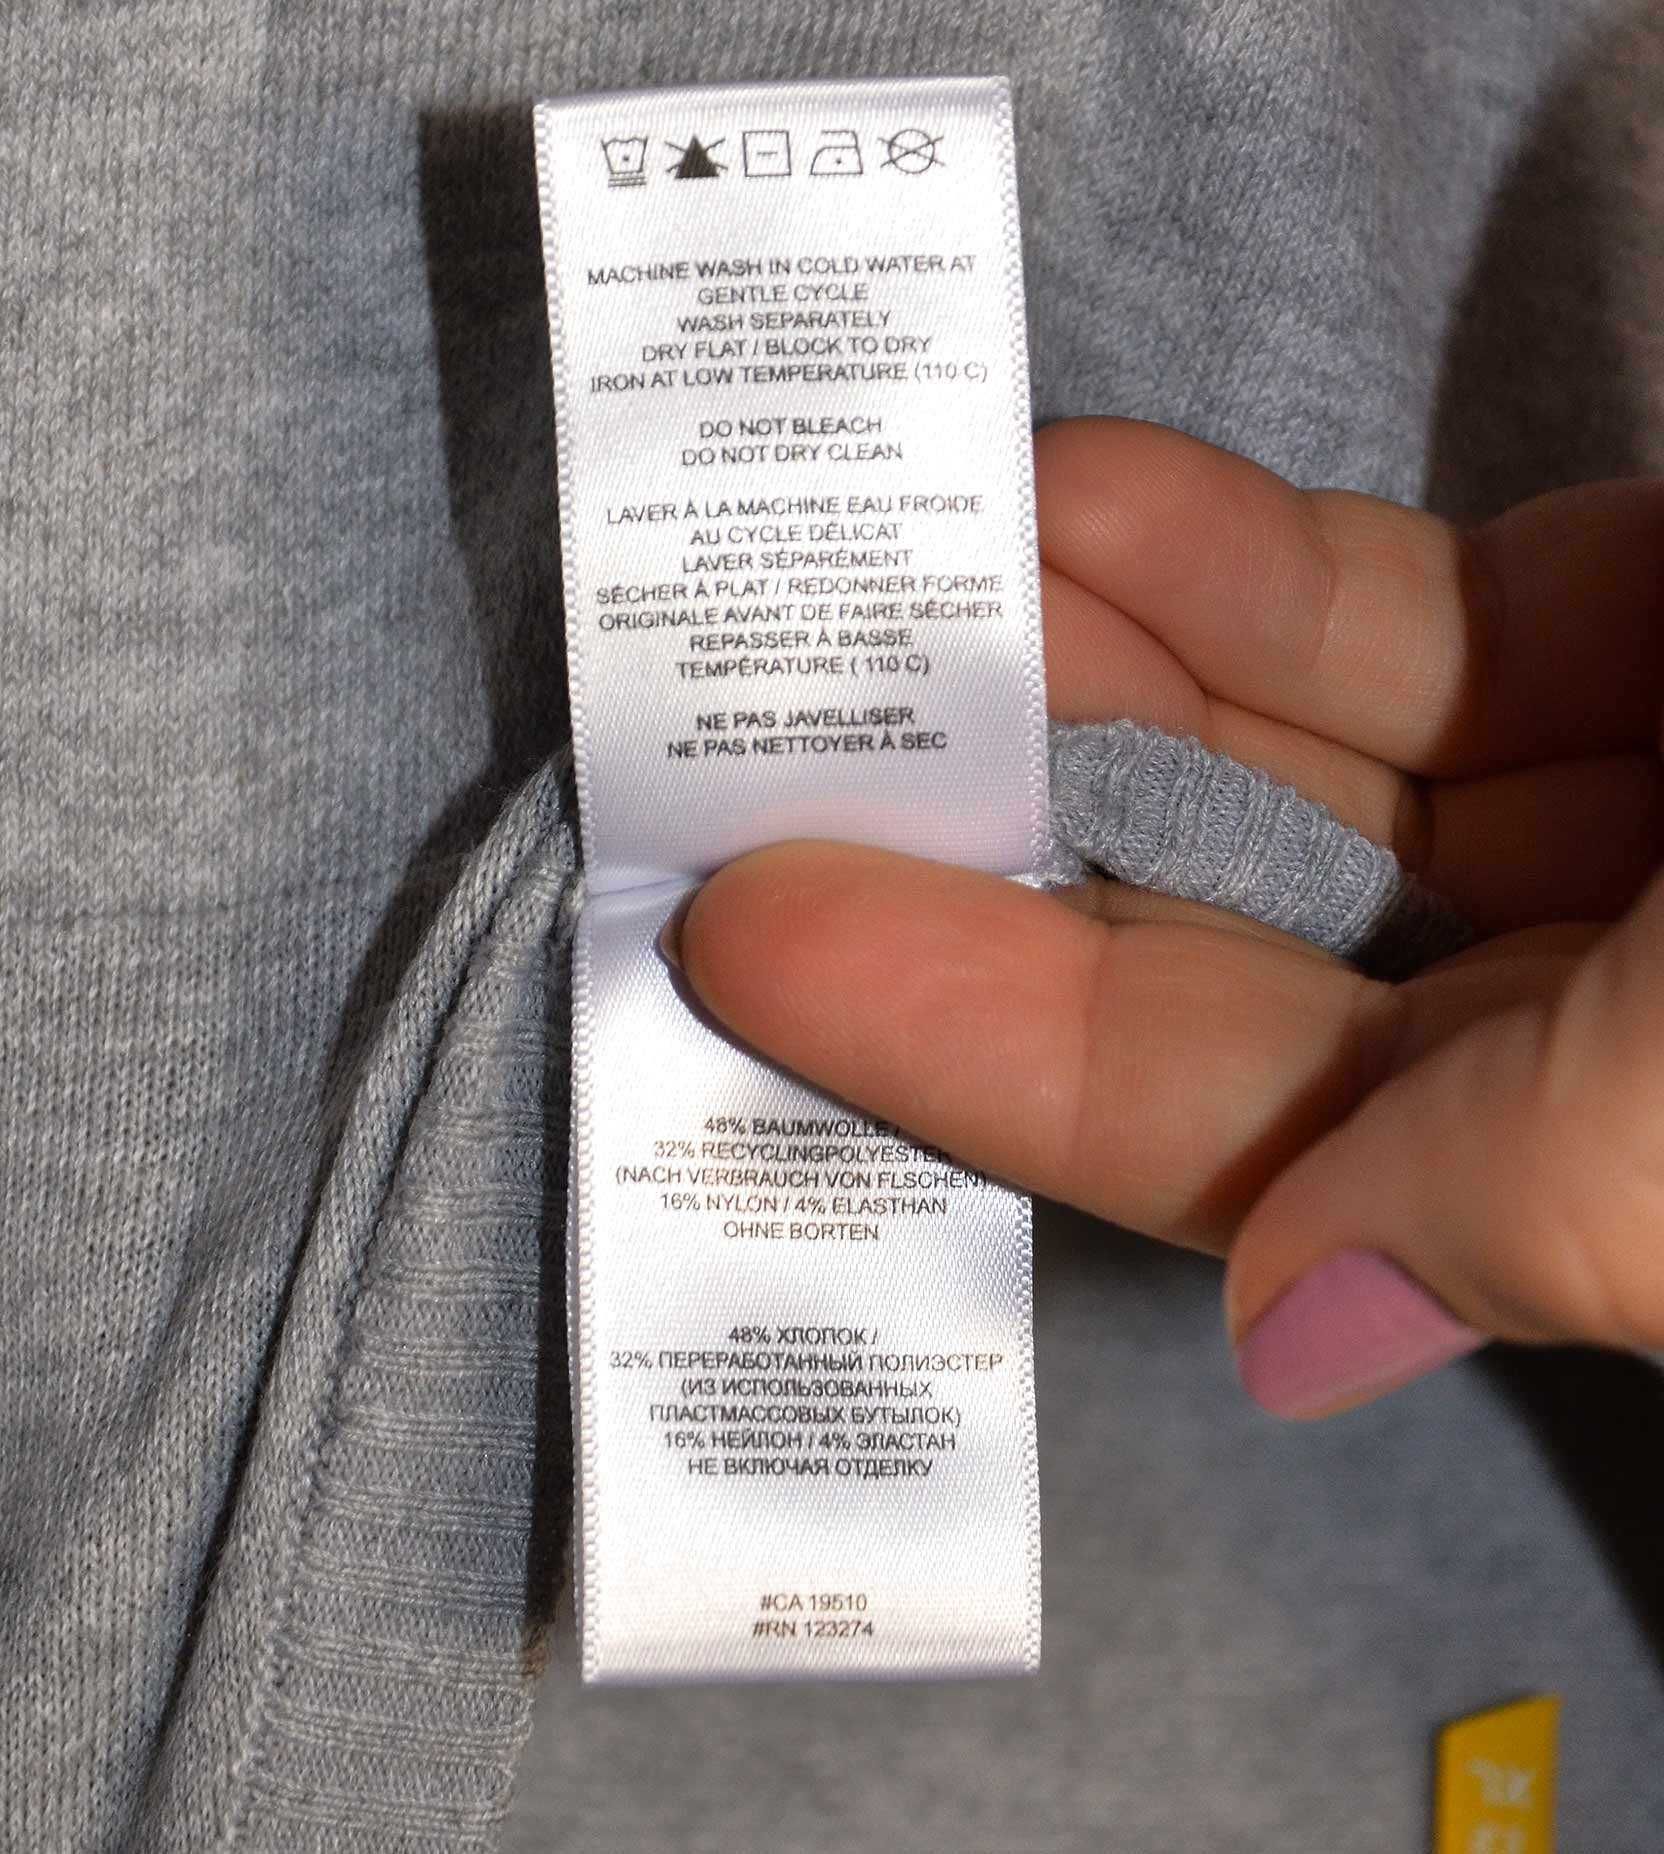 MACHINE WASH IN COLD WATER AT
GENTLE CYCLE
WASH SEPARATELY
DRY FLAT / BLOCK TO DRY
IRON AT LOW TEMPERATURE (110 C)
DO NOT BLEACH
DO NOT DRY CLEAN
LAVER À LA MACHINE EAU FROIDE
AU CYCLE DÉLICAT
LAVER SÉPARÉMENT
SÉCHER À PLAT / REDONNER FORME
ORIGINALE AVANT DE FAIRE SÉCHER
REPASSER À BASSE
TEMPÉRATURE ( 110 C)
NE PAS JAVELLISER
NE PAS NETTOYER À SEC
48% BAUMWOLLE /
32% RECYCLINGPOLYESTER
(NACH VERBRAUCH VON FLSCHEN)
16% NYLON / 4% ELASTHAN
OHNE BORTEN
48% ХЛОПОК /
32% ПЕРЕРАБОТАННЫЙ ПОЛИЭСТЕР
(ИЗ ИСПОЛЬЗОВАННЫХ
ПЛАСТМАССОВЫХ БУТЫЛОК)
16% НЕЙЛОН / 4% ЭЛАСТАН
НЕ ВКЛЮЧАЯ ОТДЕЛКУ
#CA 19510
#RN 123274